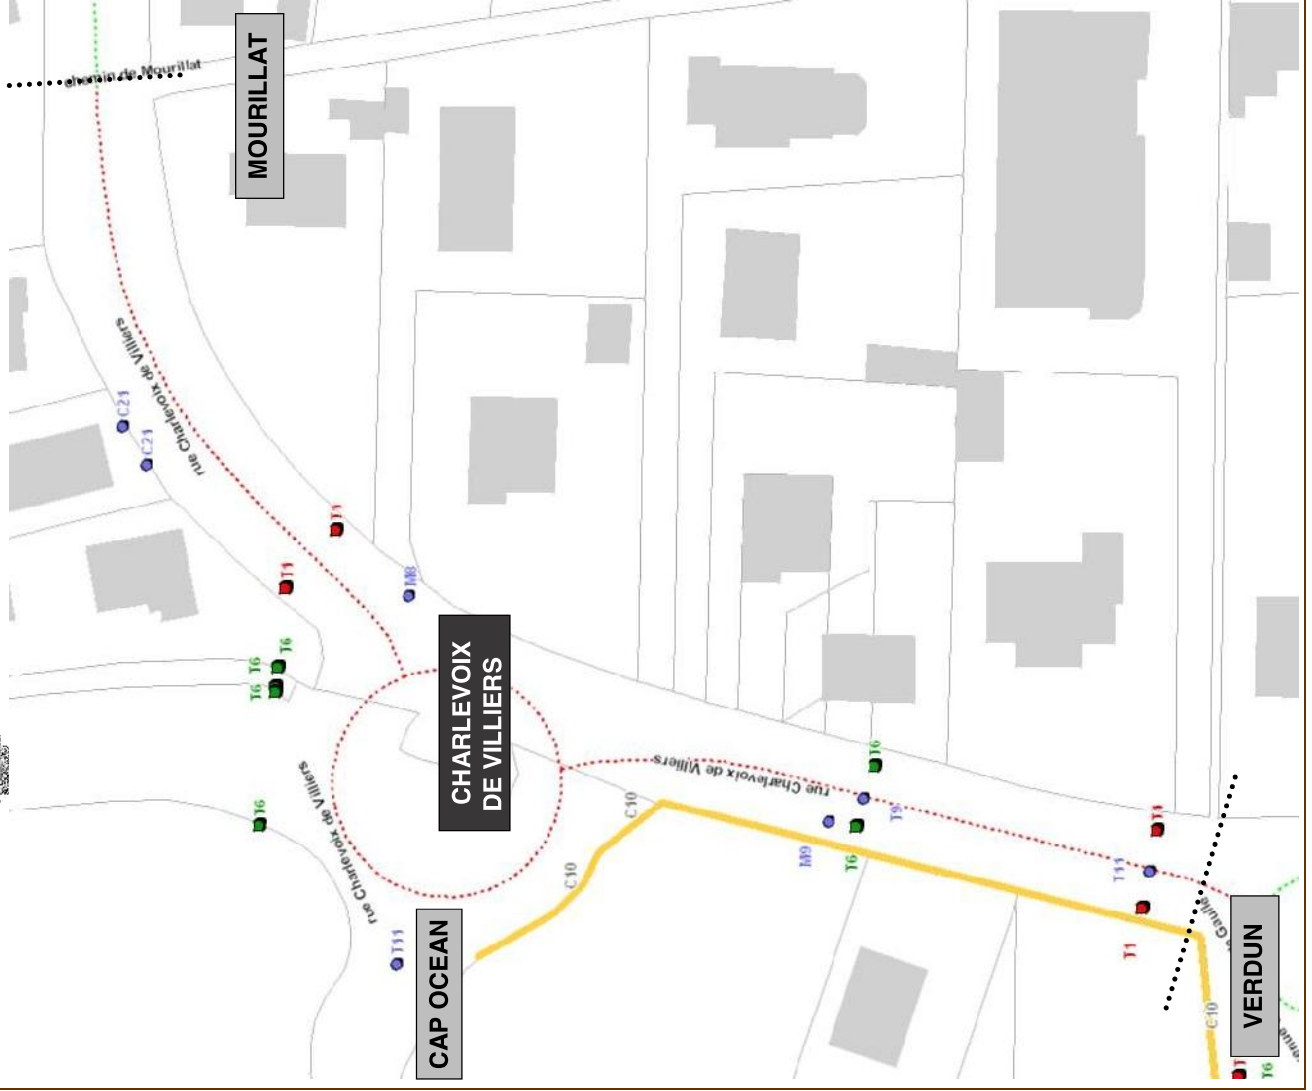 chemin de Mourillat
MOURILLAT
rue Charlevoix de Villiers
C21
C21
T1
T1
M8
T6
T6
T6
CHARLEVOIX
DE VILLIERS
T6
rue Charlevoix de Villiers
T11
CAP OCEAN
C10
C10
rue Charlevoix de Villiers
T6
T9
M9
T6
T1
T11
T1
Gaulle
VERDUN
C10
T6